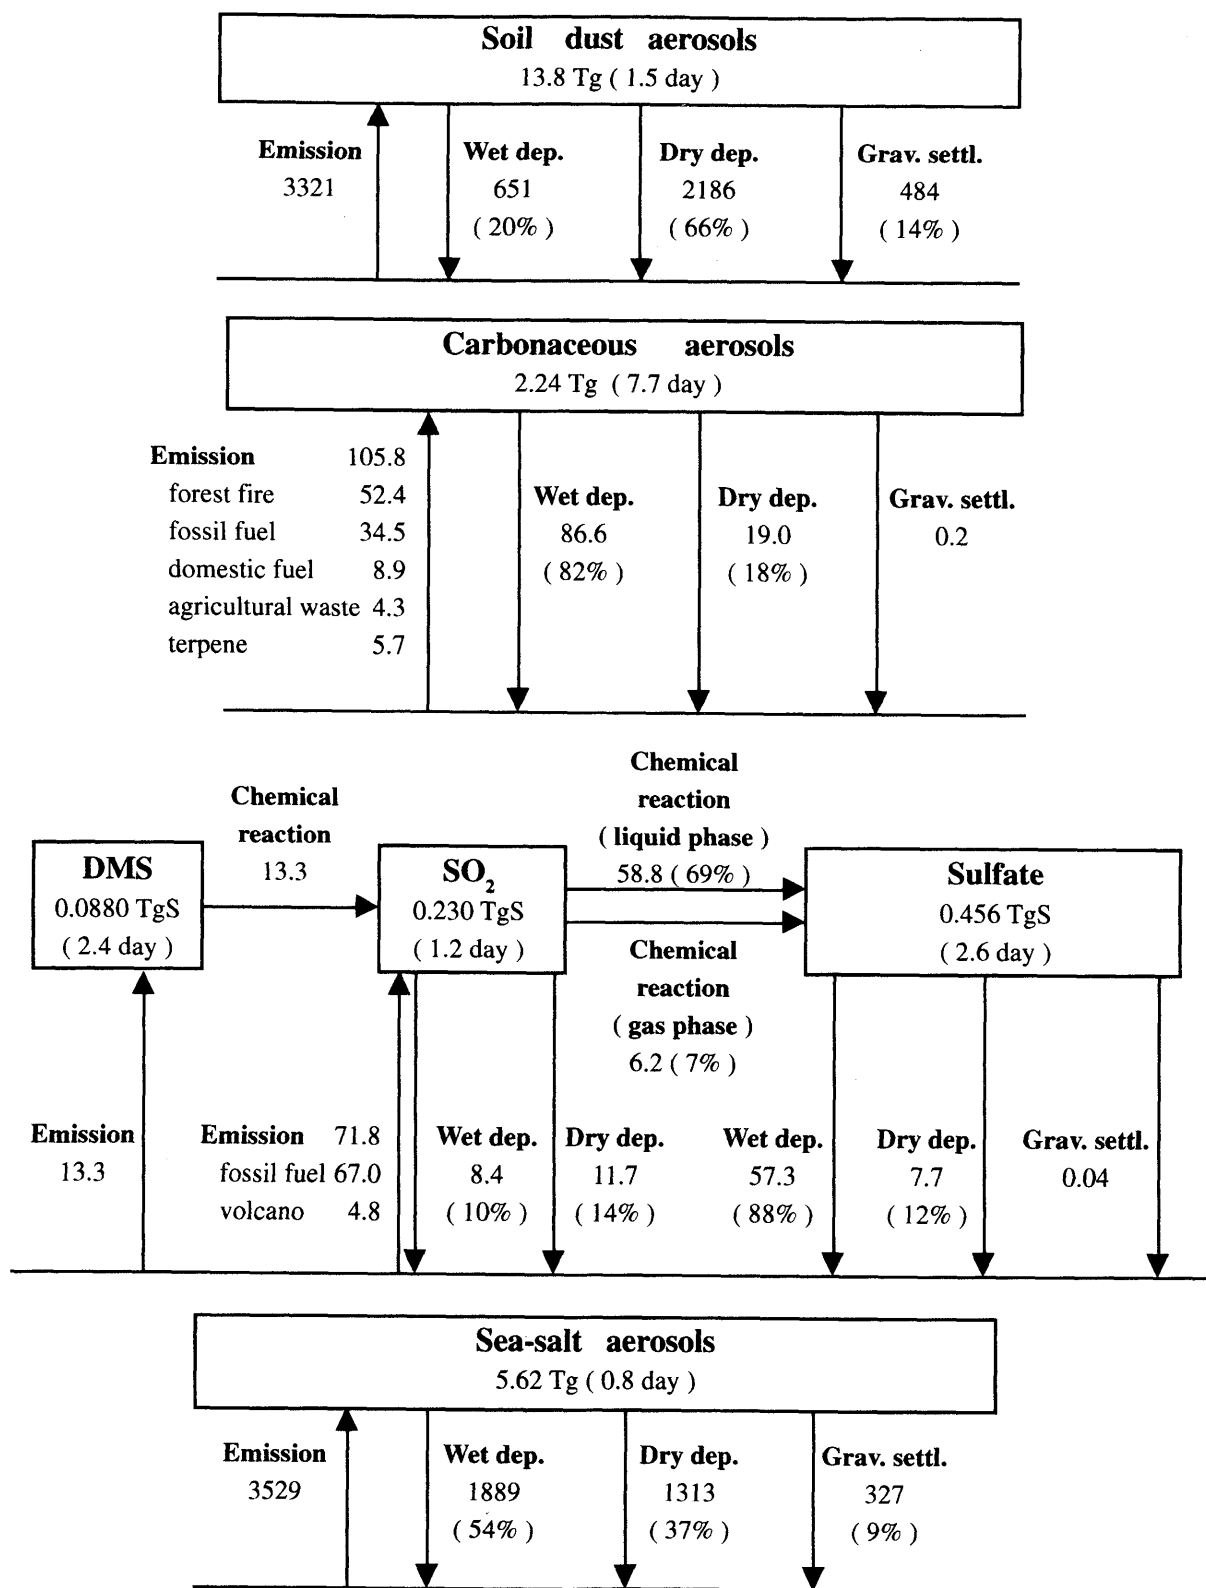 Soil dust aerosols
13.8 Tg ( 1.5 day )
Emission
3321
Wet dep.
651
( 20% )
Dry dep.
2186
( 66% )
Grav. settl.
484
( 14% )
Carbonaceous aerosols
2.24 Tg ( 7.7 day )
Emission 105.8
forest fire 52.4
fossil fuel 34.5
domestic fuel 8.9
agricultural waste 4.3
terpene 5.7
Wet dep.
86.6
( 82% )
Dry dep.
19.0
( 18% )
Grav. settl.
0.2
DMS
0.0880 TgS
( 2.4 day )
Chemical
reaction
13.3
SO2
0.230 TgS
( 1.2 day )
Chemical
reaction
( liquid phase )
58.8 ( 69% )
Chemical
reaction
( gas phase )
6.2 ( 7% )
Sulfate
0.456 TgS
( 2.6 day )
Emission
13.3
Emission 71.8
fossil fuel 67.0
volcano 4.8
Wet dep.
8.4
( 10% )
Dry dep.
11.7
( 14% )
Wet dep.
57.3
( 88% )
Dry dep.
7.7
( 12% )
Grav. settl.
0.04
Sea-salt aerosols
5.62 Tg ( 0.8 day )
Emission
3529
Wet dep.
1889
( 54% )
Dry dep.
1313
( 37% )
Grav. settl.
327
( 9% )